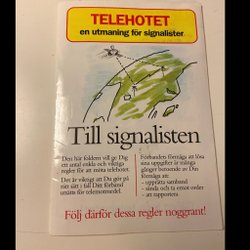 TELEHOTET
en utmaning för signalister
Till signalisten
Den här foldern vill ge Dig
ett antal enkla och viktiga
regler för att möta telehotet.
Det är viktigt att Du gör på
rätt sätt i fall Ditt förband
utsätts för telemotmedel.
Förbandets förmåga att lösa
sina uppgifter är många
gånger beroende av Din
förmåga att:
– upprätta samband
– sända och ta emot order
– att rapportera
Följ därför dessa regler noggrant!